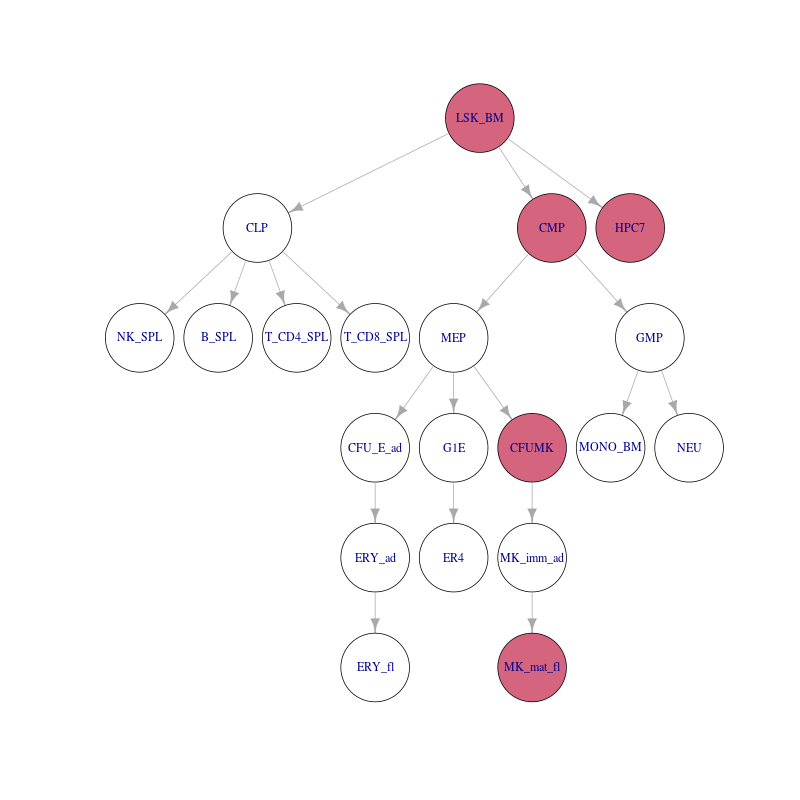 LSK_BM
CLP
CMP
HPC7
NK_SPL
B_SPL
T_CD4_SPL
T_CD8_SPL
MEP
GMP
CFU_E_ad
G1E
CFUMK
MONO_BM
NEU
ERY_ad
ER4
MK_imm_ad
ERY_fl
MK_mat_fl